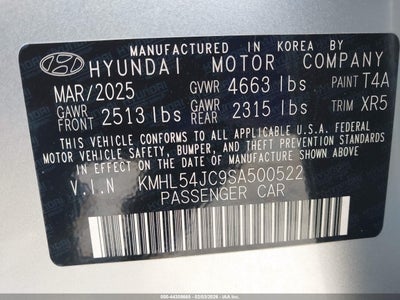 MANUFACTURED IN KOREA BY
HYUNDAI MOTOR COMPANY
MAR/2025 GVWR 4663 lbs PAINT T4A
GAWR FRONT 2513 lbs GAWR REAR 2315 lbs TRIM XR5
THIS VEHICLE CONFORMS TO ALL APPLICABLE U.S.A. FEDERAL
MOTOR VEHICLE SAFETY, BUMPER, AND THEFT PREVENTION
STANDARDS IN EFFECT ON THE DATE OF MANUFACTURE
SHOWN ABOVE.
V.I.N KMHL54JC9SA500522
PASSENGER CAR